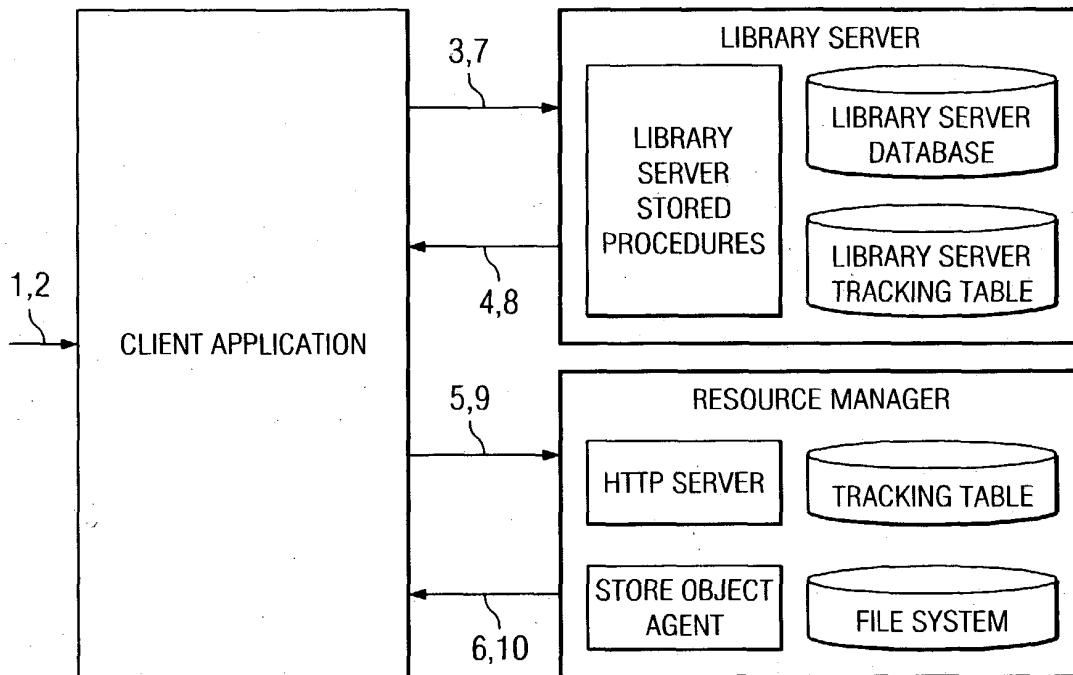 1,2
CLIENT APPLICATION
3,7
4,8
5,9
6,10
LIBRARY SERVER
LIBRARY
SERVER
STORED
PROCEDURES
LIBRARY SERVER
DATABASE
LIBRARY SERVER
TRACKING TABLE
RESOURCE MANAGER
HTTP SERVER
TRACKING TABLE
STORE OBJECT
AGENT
FILE SYSTEM